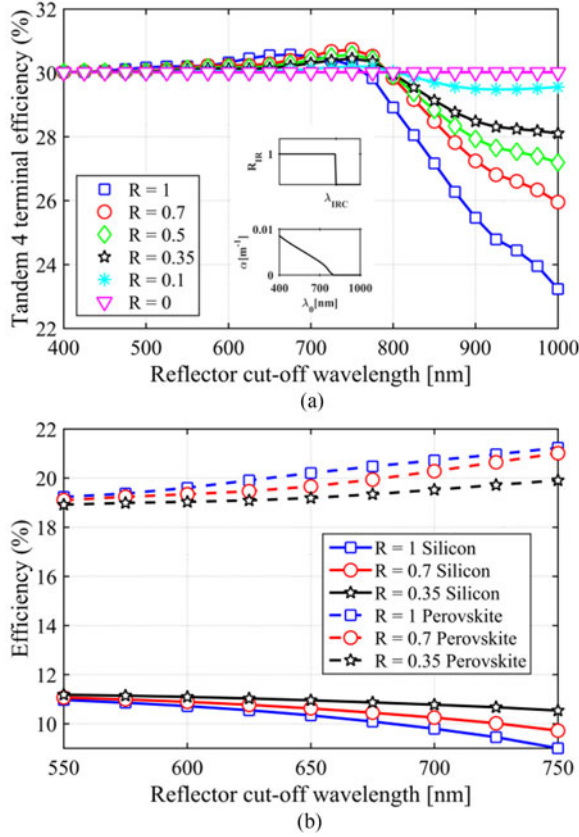 Tandem 4 terminal efficiency (%)
32
30
28
26
24
22
R = 1
R = 0.7
R = 0.5
R = 0.35
R = 0.1
R = 0
R_IR
1
λ_IRC
α[m⁻¹]
0.01
0
400
700
1000
λ₀[nm]
400 500 600 700 800 900 1000
Reflector cut-off wavelength [nm]
(a)
Efficiency (%)
22
20
18
16
14
12
10
R = 1 Silicon
R = 0.7 Silicon
R = 0.35 Silicon
R = 1 Perovskite
R = 0.7 Perovskite
R = 0.35 Perovskite
550 600 650 700 750
Reflector cut-off wavelength [nm]
(b)